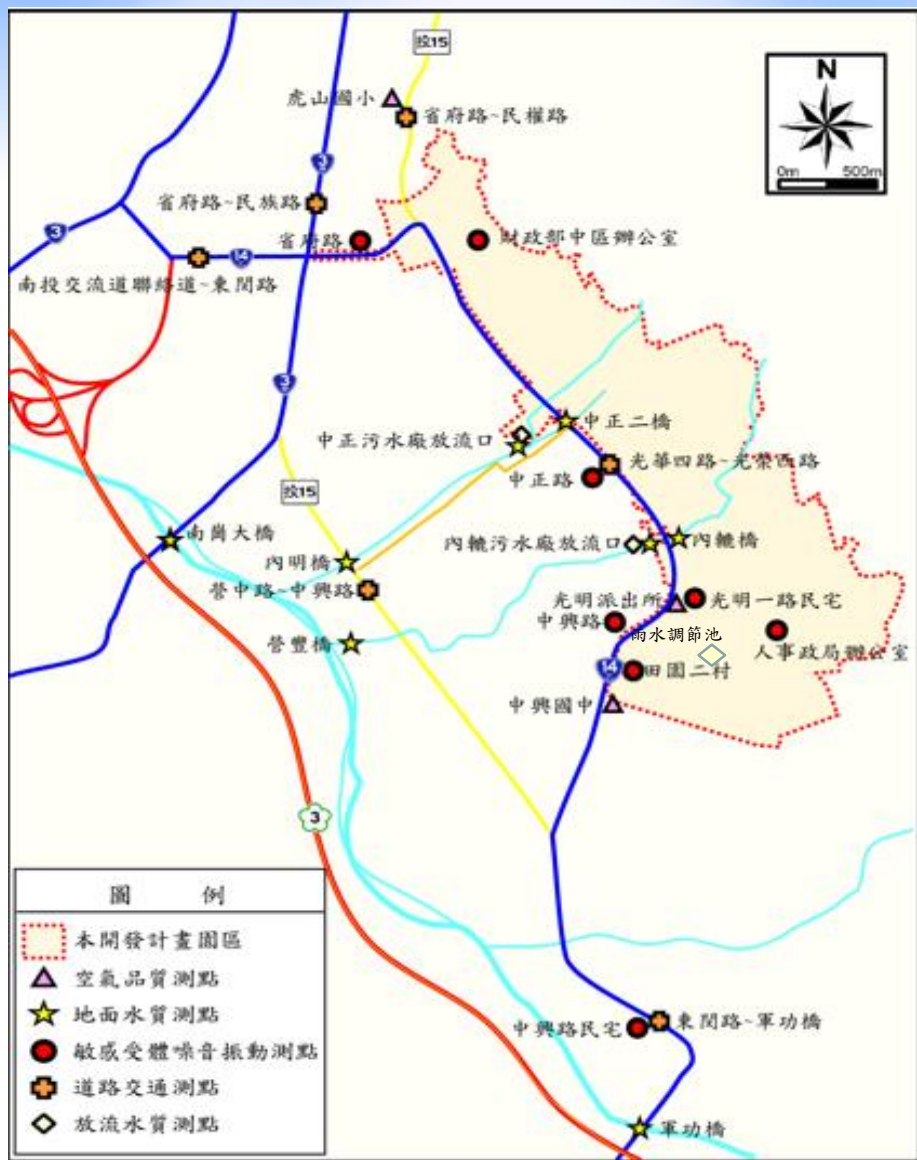 投15
N
0m 500m
虎山國小
省府路~民權路
3
省府路~民族路
省府路
財政部中區辦公室
3
14
南投交流道聯絡道~東閔路
3
中正二橋
中正污水廠放流口
光華四路~光榮西路
中正路
投15
南崗大橋
內轆污水廠放流口
內轆橋
內明橋
營中路~中興路
光明派出所
光明一路民宅
中興路
雨水調節池
人事政局辦公室
營豐橋
14
田園二村
中興國中
3
圖 例
本開發計畫園區
空氣品質測點
地面水質測點
敏感受體噪音振動測點
道路交通測點
放流水質測點
中興路民宅
東閔路~軍功橋
軍功橋